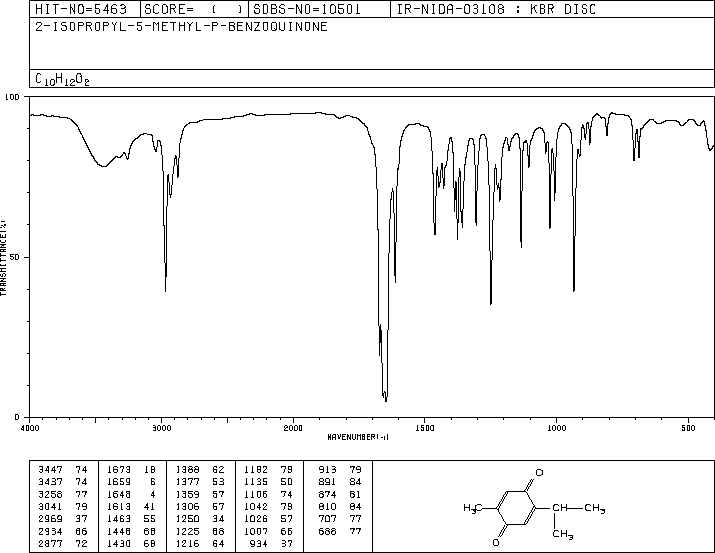 HIT-NO=5463 SCORE= ( ) SDBS-NO=10501 IR-NIDA-03108 : KBR DISC
2-ISOPROPYL-5-METHYL-P-BENZOQUINONE
C10H12O2
100
50
0
TRANSMITTANCE(%)
4000 3000 2000 1500 1000 500
WAVENUMBER(-1)
3447 74 1673 18 1388 62 1182 79 913 79
3437 74 1659 6 1377 53 1135 50 891 84
3258 77 1648 4 1359 57 1106 74 874 81
3041 79 1613 41 1306 57 1042 79 810 84
2969 37 1463 55 1250 34 1026 57 707 77
2934 66 1448 68 1225 68 1007 66 688 77
2877 72 1430 68 1216 64 934 37
O
CH3
CH
CH3
CH3
O